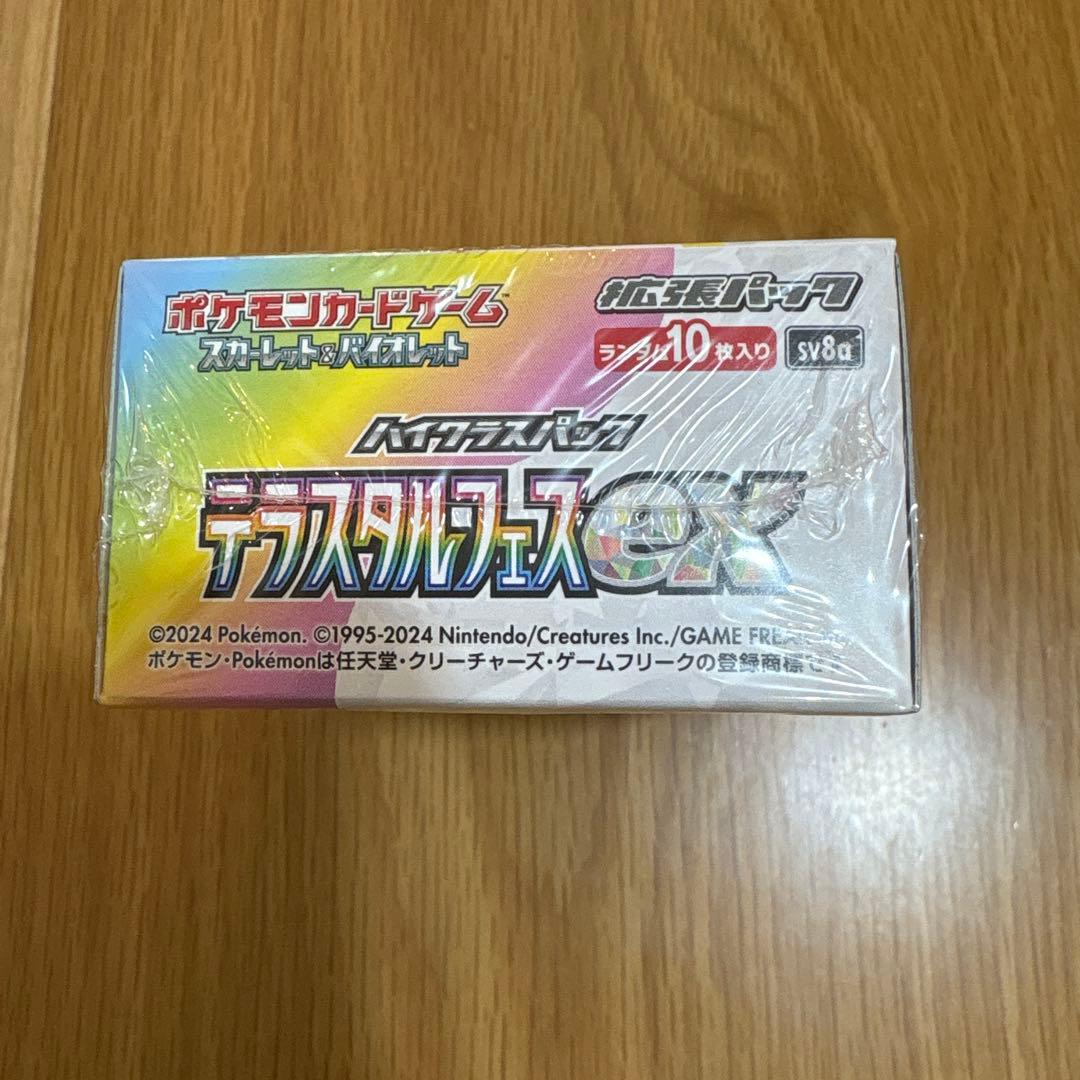 ポケモンカードゲーム™
スカーレット&バイオレット
拡張パック
ランダム10枚入り
SV8a
ハイクラスパック
テラスタルフェスex
©2024 Pokémon. ©1995-2024 Nintendo/Creatures Inc./GAME FREAK
ポケモン・Pokémonは任天堂・クリーチャーズ・ゲームフリークの登録商標です